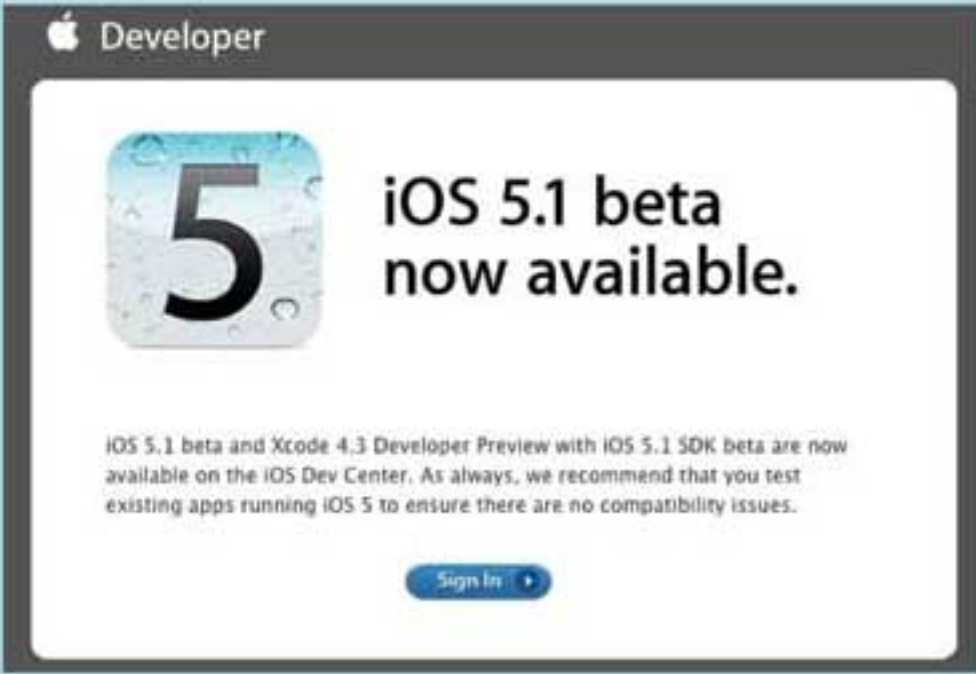 Developer
5
iOS 5.1 beta
now available.
iOS 5.1 beta and Xcode 4.3 Developer Preview with iOS 5.1 SDK beta are now
available on the iOS Dev Center. As always, we recommend that you test
existing apps running iOS 5 to ensure there are no compatibility issues.
Sign In